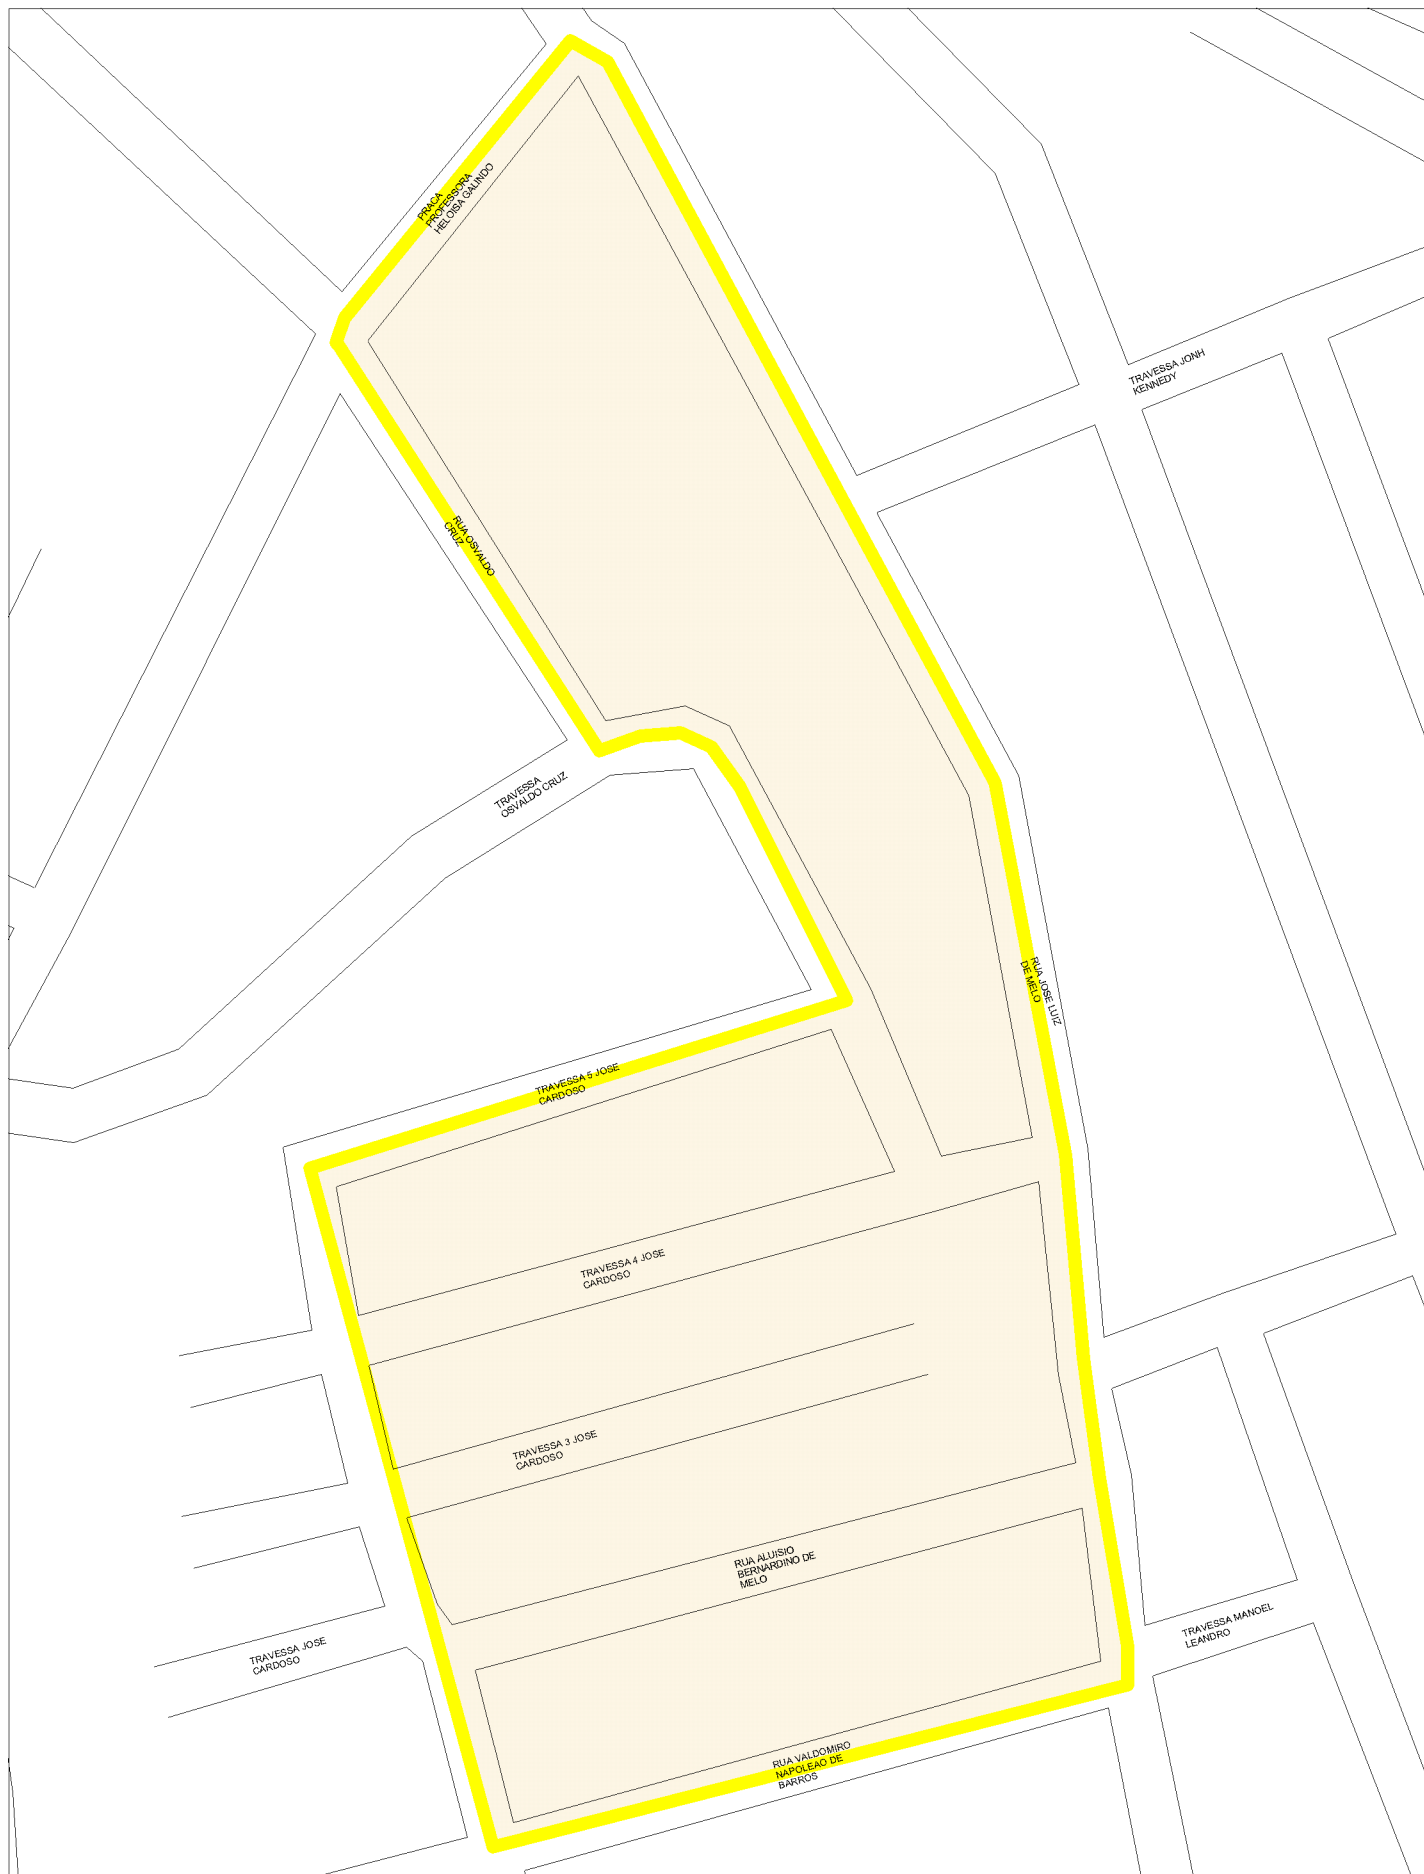 PRACA
PROFESSORA
HELOISA GALINDO
TRAVESSA JONH
KENNEDY
RUA OSVALDO
CRUZ
TRAVESSA
OSVALDO CRUZ
RUA JOSE LUIZ
DE MELO
TRAVESSA 5 JOSE
CARDOSO
TRAVESSA 4 JOSE
CARDOSO
TRAVESSA 3 JOSE
CARDOSO
RUA ALUISIO
BERNARDINO DE
MELO
TRAVESSA MANOEL
LEANDRO
TRAVESSA JOSE
CARDOSO
RUA VALDOMIRO
NAPOLEAO DE
BARROS